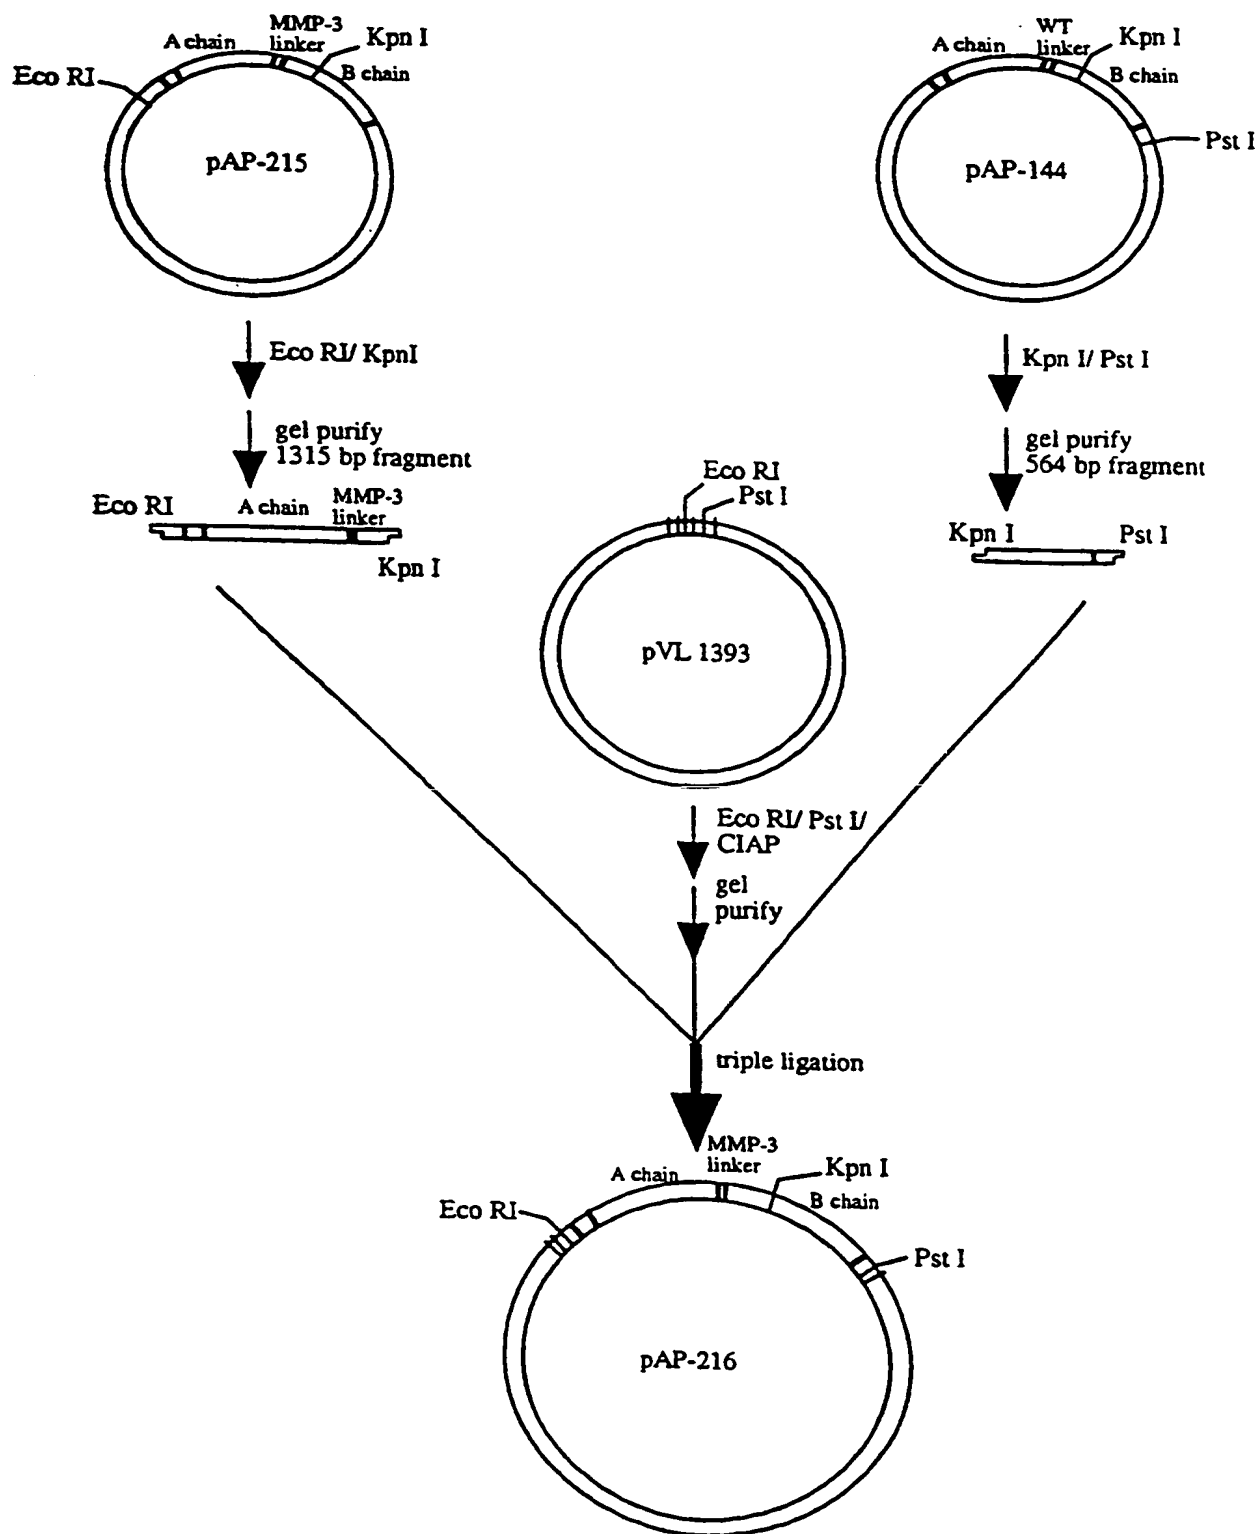 A chain
MMP-3
linker
Kpn I
Eco RI
B chain
pAP-215
A chain
WT
linker
Kpn I
B chain
Pst I
pAP-144
Eco RI/ KpnI
gel purify
1315 bp fragment
Kpn I/ Pst I
gel purify
564 bp fragment
Eco RI
A chain
MMP-3
linker
Kpn I
Eco RI
Pst I
Kpn I
Pst I
pVL 1393
Eco RI/ Pst I/
CIAP
gel
purify
triple ligation
MMP-3
linker
A chain
Kpn I
B chain
Eco RI
Pst I
pAP-216